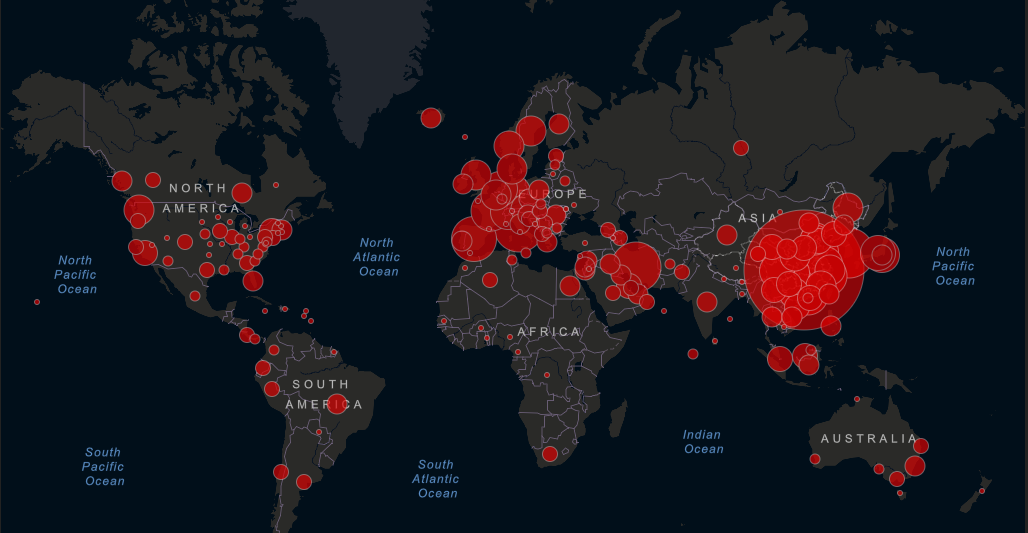 NORTH
AMERICA
EUROPE
ASIA
North
Pacific
Ocean
North
Atlantic
Ocean
North
Pacific
Ocean
AFRICA
SOUTH
AMERICA
South
Pacific
Ocean
South
Atlantic
Ocean
Indian
Ocean
AUSTRALIA